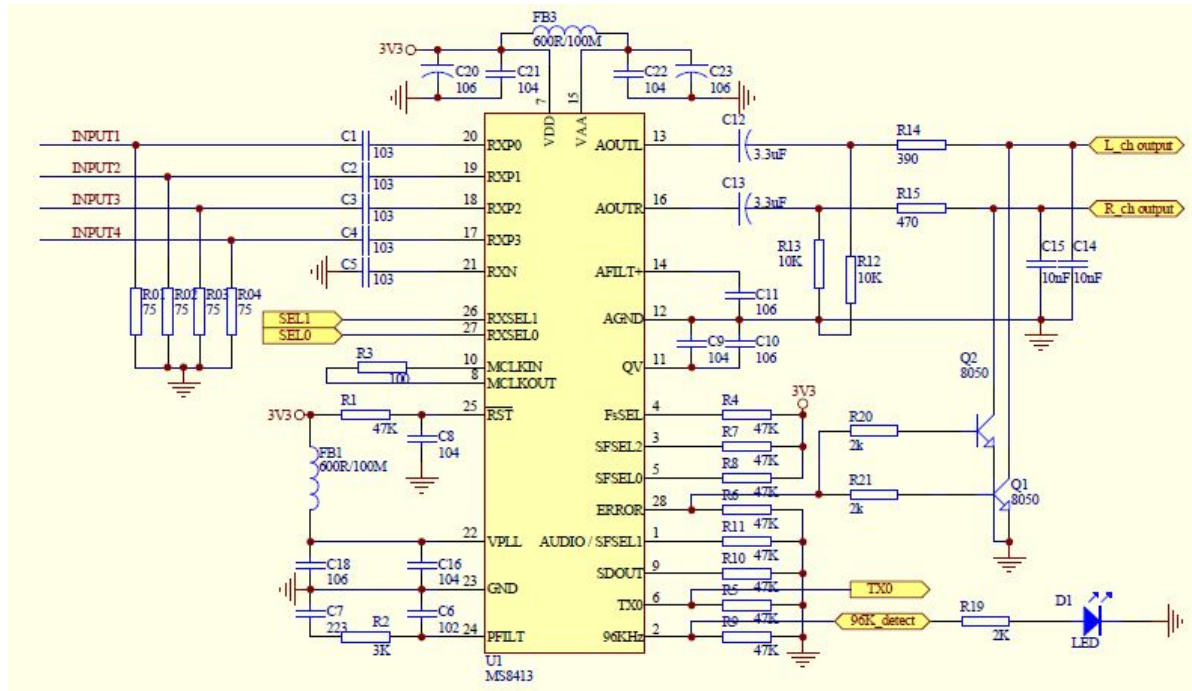 FB3
600R/100M
3V3
C20
106
C21
104
C22
104
C23
106
7
15
VDD
VAA
INPUT1
INPUT2
INPUT3
INPUT4
C1
103
C2
103
C3
103
C4
103
C5
103
20 RXP0
19 RXP1
18 RXP2
17 RXP3
21 RXN
26 RXSEL1
27 RXSEL0
10 MCLKIN
8 MCLKOUT
25 RST
22 VPLL
23 GND
24 PFILT
R01
75
R02
75
R03
75
R04
75
SEL1
SEL0
R3
100
3V3
R1
47K
C8
104
FB1
600R/100M
C18
106
C16
104
C7
223
R2
3K
C6
102
AOUTL 13
AOUTR 16
AFILT+ 14
AGND 12
QV 11
FsSEL 4
SFSEL2 3
SFSEL0 5
ERROR 28
AUDIO / SFSEL1 1
SDOUT 9
TX0 6
96KHz 2
U1
MS8413
C12
3.3uF
C13
3.3uF
R14
390
R15
470
L_ch output
R_ch output
R13
10K
R12
10K
C15
10nF
C14
10nF
C11
106
C9
104
C10
106
3V3
R4
47K
R7
47K
R8
47K
R6
47K
R11
47K
R10
47K
R5
47K
R9
47K
R20
2k
R21
2k
Q2
8050
Q1
8050
TX0
96K_detect
R19
2K
D1
LED